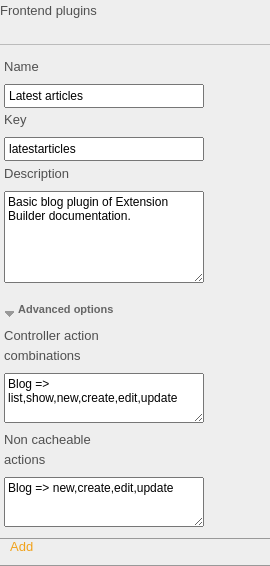 Frontend plugins
Name
Latest articles
Key
latestarticles
Description
Basic blog plugin of Extension
Builder documentation.
Advanced options
Controller action
combinations
Blog =>
list,show,new,create,edit,update
Non cacheable
actions
Blog => new,create,edit,update
Add